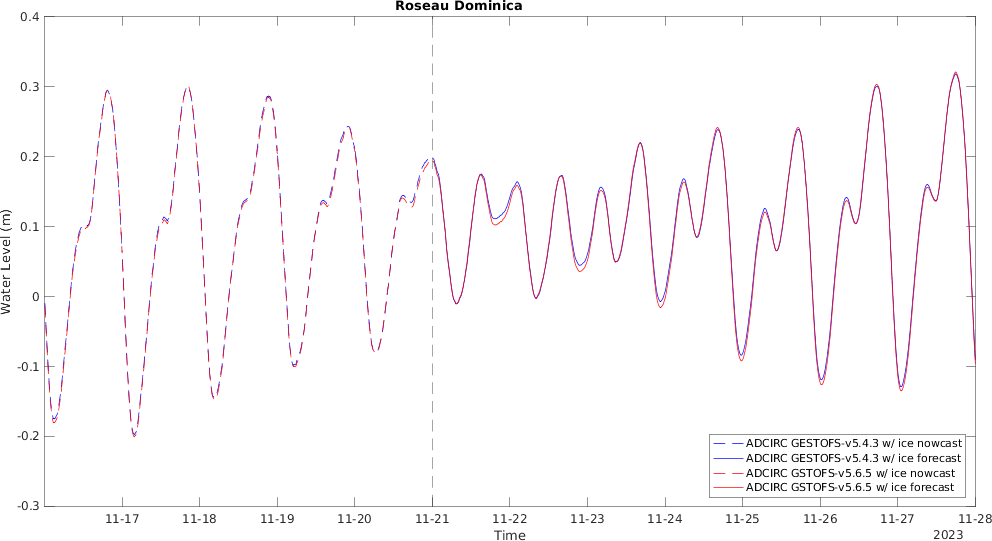 Roseau Dominica
0.4
0.3
0.2
0.1
0
-0.1
-0.2
-0.3
Water Level (m)
ADCIRC GESTOFS-v5.4.3 w/ ice nowcast
ADCIRC GESTOFS-v5.4.3 w/ ice forecast
ADCIRC GSTOFS-v5.6.5 w/ ice nowcast
ADCIRC GSTOFS-v5.6.5 w/ ice forecast
11-17 11-18 11-19 11-20 11-21 11-22 11-23 11-24 11-25 11-26 11-27 11-28
Time
2023